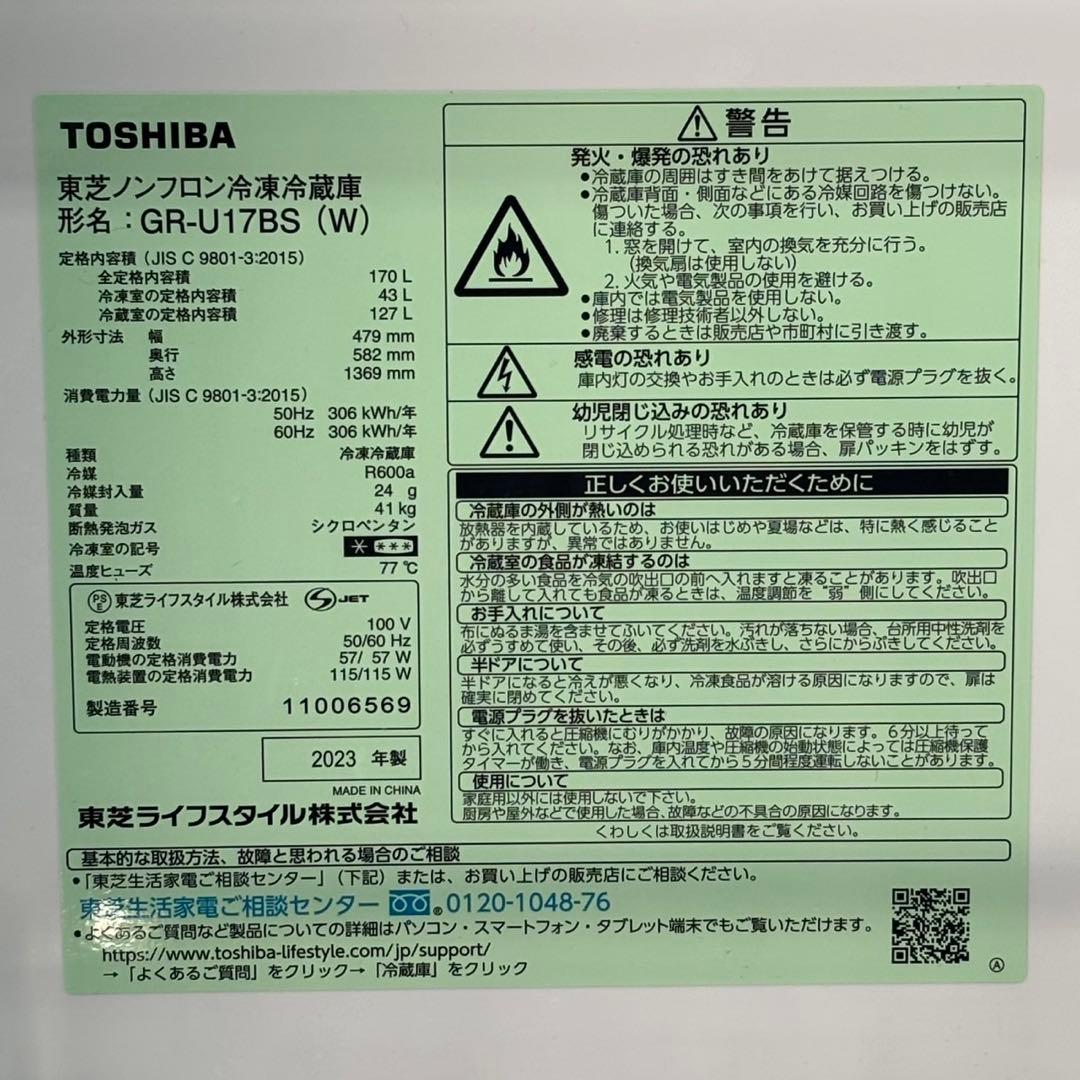 TOSHIBA
東芝ノンフロン冷凍冷蔵庫
形名：GR-U17BS（W）
定格内容積（JIS C 9801-3:2015）
全定格内容積 170 L
冷凍室の定格内容積 43 L
冷蔵室の定格内容積 127 L
外形寸法 幅 479 mm
奥行 582 mm
高さ 1369 mm
消費電力量（JIS C 9801-3:2015）
50Hz 306 kWh/年
60Hz 306 kWh/年
種類 冷凍冷蔵庫
冷媒 R600a
冷媒封入量 24 g
質量 41 kg
断熱発泡ガス シクロペンタン
冷凍室の記号 * ***
温度ヒューズ 77 ℃
PSE 東芝ライフスタイル株式会社 S JET
定格電圧 100 V
定格周波数 50/60 Hz
電動機の定格消費電力 57/ 57 W
電熱装置の定格消費電力 115/115 W
製造番号 11006569
2023 年製
MADE IN CHINA
東芝ライフスタイル株式会社
警告
発火・爆発の恐れあり
●冷蔵庫の周囲はすき間をあけて据えつける。
●冷蔵庫背面・側面などにある冷媒回路を傷つけない。
傷ついた場合、次の事項を行い、お買い上げの販売店
に連絡する。
1. 窓を開けて、室内の換気を充分に行う。
（換気扇は使用しない）
2. 火気や電気製品の使用を避ける。
●庫内では電気製品を使用しない。
●修理は修理技術者以外しない。
●廃棄するときは販売店や市町村に引き渡す。
感電の恐れあり
庫内灯の交換やお手入れのときは必ず電源プラグを抜く。
幼児閉じ込みの恐れあり
リサイクル処理時など、冷蔵庫を保管する時に幼児が
閉じ込められる恐れがある場合、扉パッキンをはずす。
正しくお使いいただくために
冷蔵庫の外側が熱いのは
放熱器を内蔵しているため、お使いはじめや夏場などは、特に熱く感じること
がありますが、異常ではありません。
冷蔵室の食品が凍結するのは
水分の多い食品を冷気の吹出口の前へ入れますと凍ることがあります。吹出口
から離して入れても食品が凍るときは、温度調節を“弱”側にしてください。
お手入れについて
布にぬるま湯を含ませてふいてください。汚れが落ちない場合、台所用中性洗剤を
必ずうすめて使い、その後、必ず洗剤を水ぶきし、さらにからぶきしてください。
半ドアについて
半ドアになると冷えが悪くなり、冷凍食品が溶ける原因になりますので、扉は
確実に閉めてください。
電源プラグを抜いたときは
すぐに入れると圧縮機にむりがかかり、故障の原因になります。６分以上待って
から入れてください。なお、庫内温度や圧縮機の始動状態によっては圧縮機保護
タイマーが働き、電源プラグを入れてから５分間程度運転しないことがあります。
使用について
家庭用以外には使用しないで下さい。
厨房や屋外などで使用した場合、故障などの不具合の原因になります。
くわしくは取扱説明書をご覧ください。
基本的な取扱方法、故障と思われる場合のご相談
•「東芝生活家電ご相談センター」（下記）または、お買い上げの販売店にご相談ください。
東芝生活家電ご相談センター ® 0120-1048-76
•よくあるご質問など製品についての詳細はパソコン・スマートフォン・タブレット端末でもご覧いただけます。
https://www.toshiba-lifestyle.com/jp/support/
→「よくあるご質問」をクリック→「冷蔵庫」をクリック
Ⓐ